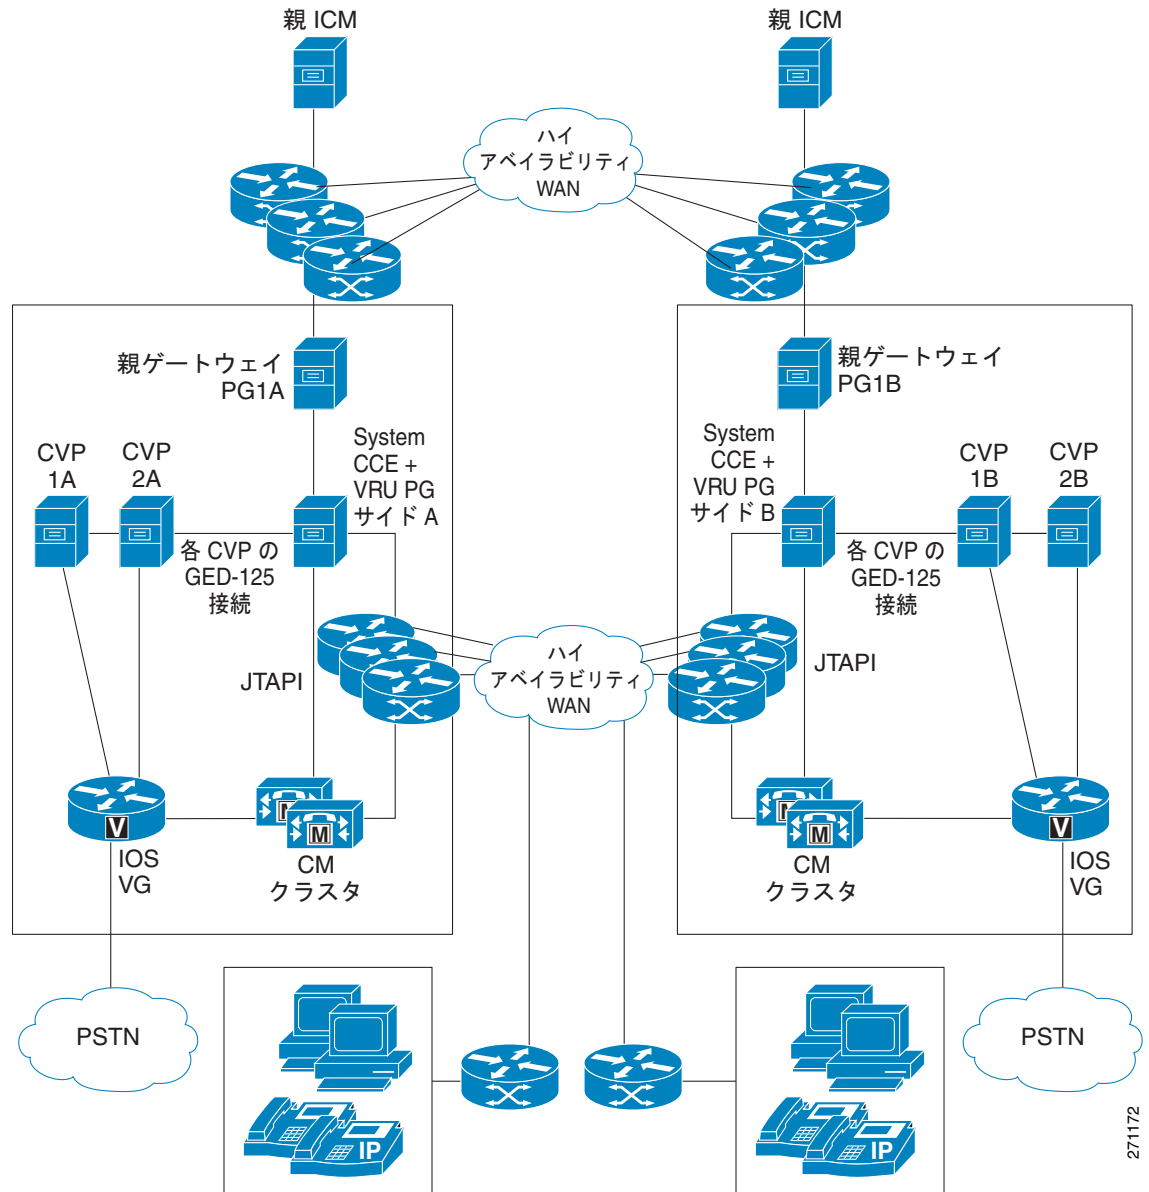 親 ICM
親 ICM
ハイ
アベイラビリティ
WAN
親ゲートウェイ
PG1A
親ゲートウェイ
PG1B
System
CCE +
VRU PG
サイド A
CVP
1A
CVP
2A
各 CVP の
GED-125
接続
System
CCE +
VRU PG
サイド B
CVP
1B
CVP
2B
各 CVP の
GED-125
接続
JTAPI
ハイ
アベイラビリティ
WAN
JTAPI
V
IOS
VG
M
M
CM
クラスタ
M
M
CM
クラスタ
V
IOS
VG
PSTN
PSTN
IP
IP
271172